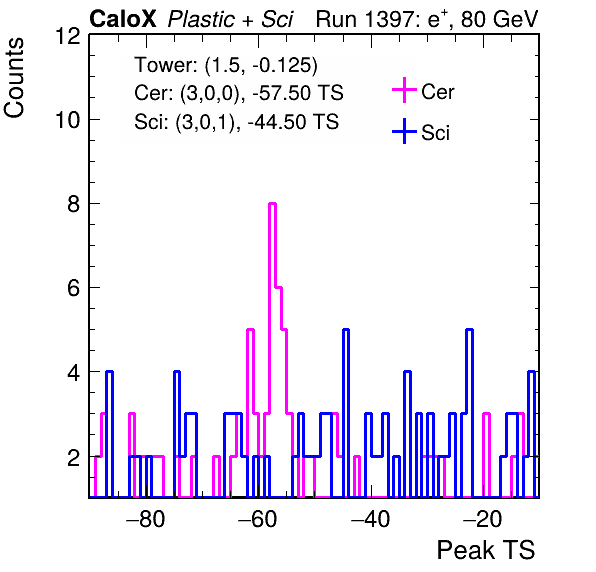 CaloX Plastic + Sci Run 1397: e⁺, 80 GeV
Counts
12
10
8
6
4
2
Tower: (1.5, -0.125)
Cer: (3,0,0), -57.50 TS
Sci: (3,0,1), -44.50 TS
Cer
Sci
−80 −60 −40 −20
Peak TS